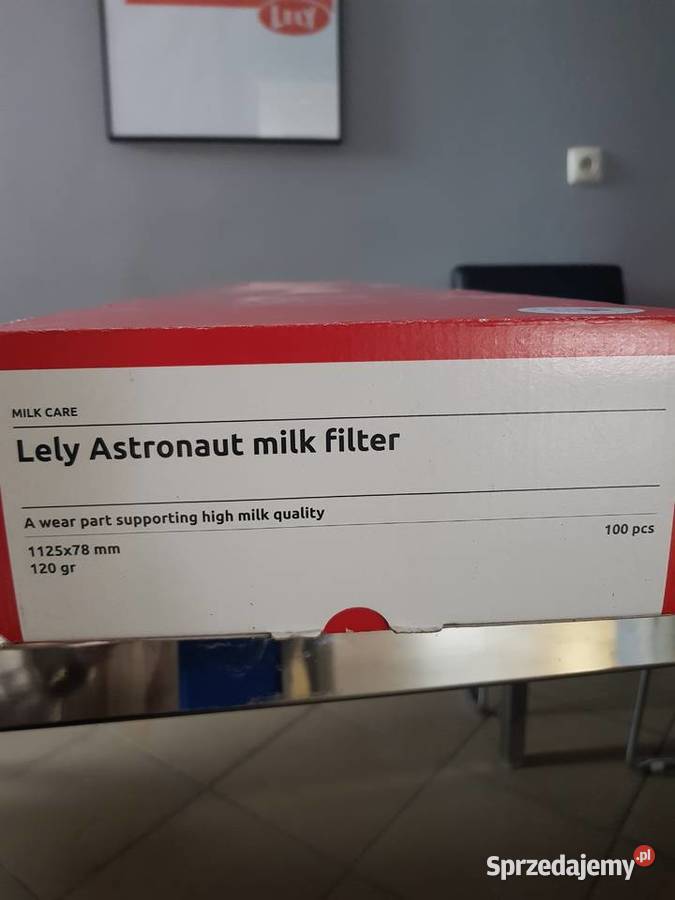 LELY
MILK CARE
Lely Astronaut milk filter
A wear part supporting high milk quality
1125x78 mm
120 gr
100 pcs
Sprzedajemy.pl